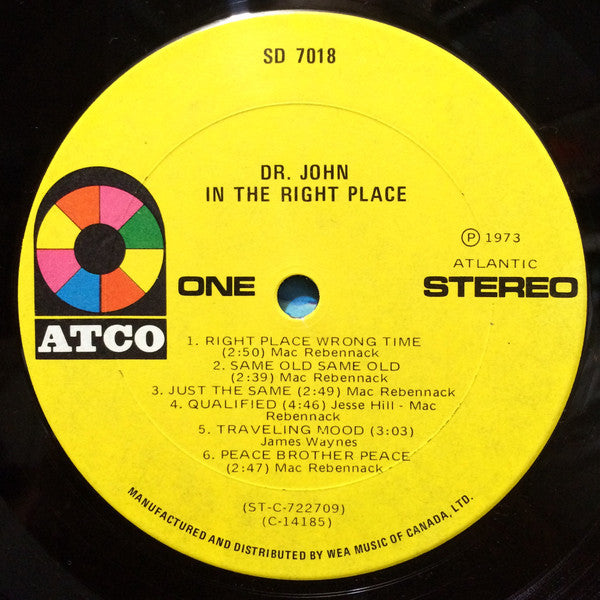 SD 7018
DR. JOHN
IN THE RIGHT PLACE
Ⓟ 1973
ATLANTIC
ONE
STEREO
ATCO
1. RIGHT PLACE WRONG TIME
(2:50) Mac Rebennack
2. SAME OLD SAME OLD
(2:39) Mac Rebennack
3. JUST THE SAME (2:49) Mac Rebennack
4. QUALIFIED (4:46) Jesse Hill - Mac
Rebennack
5. TRAVELING MOOD (3:03)
James Waynes
6. PEACE BROTHER PEACE
(2:47) Mac Rebennack
(ST-C-722709)
(C-14185)
MANUFACTURED AND DISTRIBUTED BY WEA MUSIC OF CANADA, LTD.